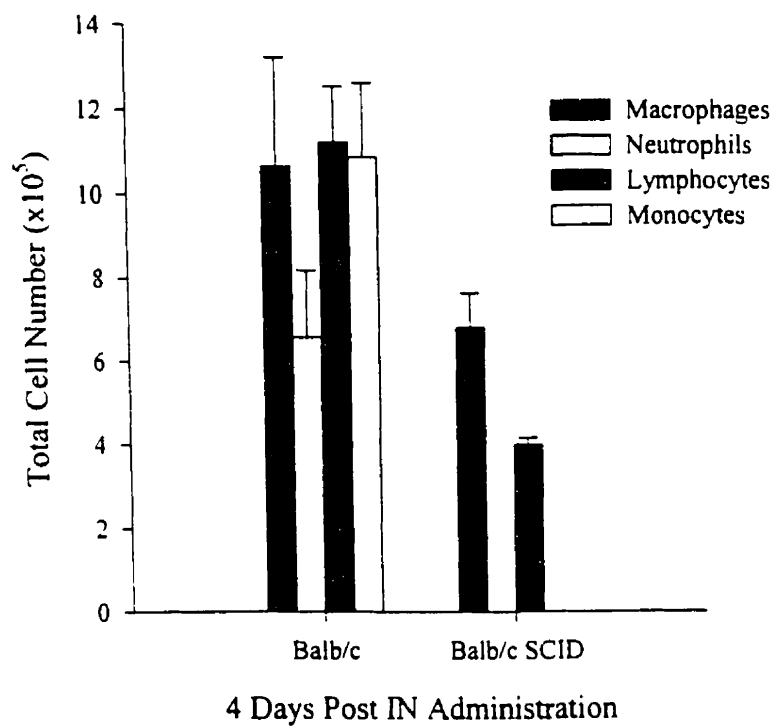 14
12
10
8
6
4
2
0
Total Cell Number (x10⁵)
Macrophages
Neutrophils
Lymphocytes
Monocytes
Balb/c
Balb/c SCID
4 Days Post IN Administration